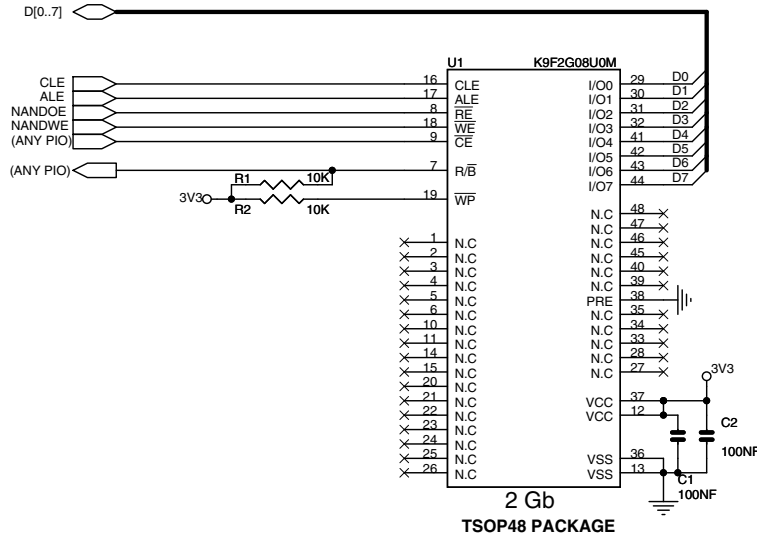 D[0..7]
U1 K9F2G08U0M
CLE 16 CLE I/O0 29 D0
ALE 17 ALE I/O1 30 D1
NANDOE 8 RE I/O2 31 D2
NANDWE 18 WE I/O3 32 D3
(ANY PIO) 9 CE I/O4 41 D4
I/O5 42 D5
(ANY PIO) 7 R/B I/O6 43 D6
R1 10K I/O7 44 D7
3V3 19 WP
R2 10K
N.C 48
N.C 47
1 N.C N.C 46
2 N.C N.C 45
3 N.C N.C 40
4 N.C N.C 39
5 N.C PRE 38
6 N.C N.C 35
10 N.C N.C 34
11 N.C N.C 33
14 N.C N.C 28
15 N.C N.C 27
3V3
20 N.C
21 N.C VCC 37
22 N.C VCC 12
C2
23 N.C
24 N.C 100NF
25 N.C VSS 36
26 N.C VSS 13
C1
100NF
2 Gb
TSOP48 PACKAGE